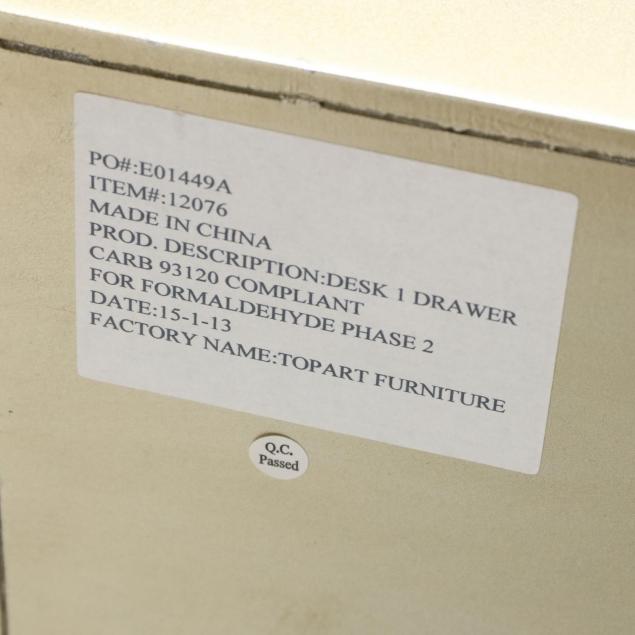 PO#:E01449A
ITEM#:12076
MADE IN CHINA
PROD. DESCRIPTION:DESK 1 DRAWER
CARB 93120 COMPLIANT
FOR FORMALDEHYDE PHASE 2
DATE:15-1-13
FACTORY NAME:TOPART FURNITURE
Q.C.
Passed